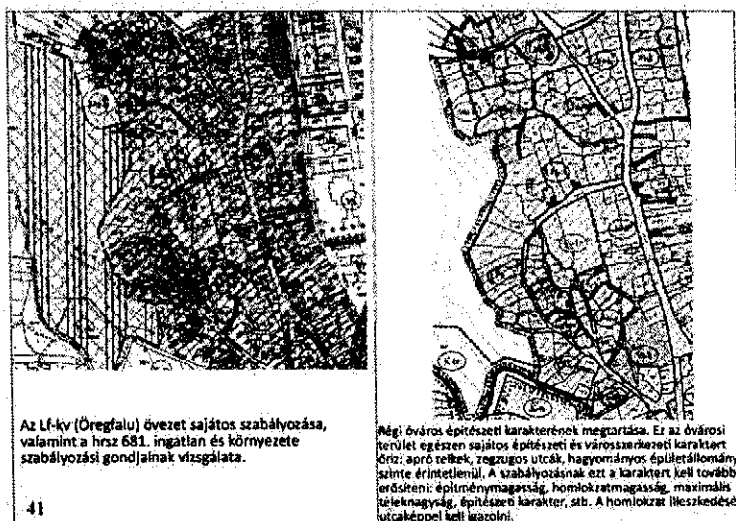 Az Lf-kv (Öregfalu) övezet sajátos szabályozása,
valamint a hrsz 681. ingatlan és környezete
szabályozási gondjainak vizsgálata.
41
Régi óváros építészeti karakterének megtartása. Ez az óvárosi
terület egészen sajátos építészeti és városszerkezeti karaktert
őriz: apró telkek, zegzugos utcák, hagyományos épületállomány
szinte érintetlenül. A szabályozásnak ezt a karaktert kell tovább
erősíteni: építménymagasság, homlokzatmagasság, maximális
teleknagyság, építészeti karakter, stb. A homlokzat illeszkedésé
utcaképpel kell igazolni.